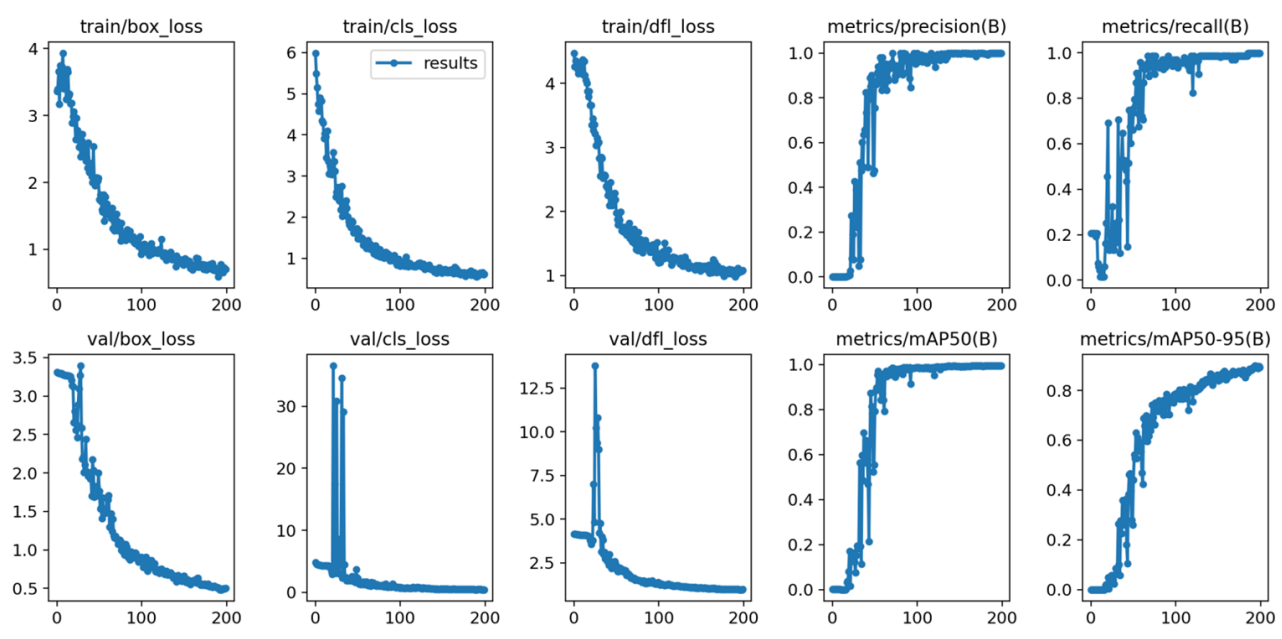 train/box_loss
train/cls_loss
train/dfl_loss
metrics/precision(B)
metrics/recall(B)
4
3
2
1
0 100 200
6
5
4
3
2
1
results
0 100 200
4
3
2
1
0 100 200
1.0
0.8
0.6
0.4
0.2
0.0
0 100 200
1.0
0.8
0.6
0.4
0.2
0.0
0 100 200
val/box_loss
val/cls_loss
val/dfl_loss
metrics/mAP50(B)
metrics/mAP50-95(B)
3.5
3.0
2.5
2.0
1.5
1.0
0.5
0 100 200
30
20
10
0
0 100 200
12.5
10.0
7.5
5.0
2.5
0 100 200
1.0
0.8
0.6
0.4
0.2
0.0
0 100 200
0.8
0.6
0.4
0.2
0.0
0 100 200